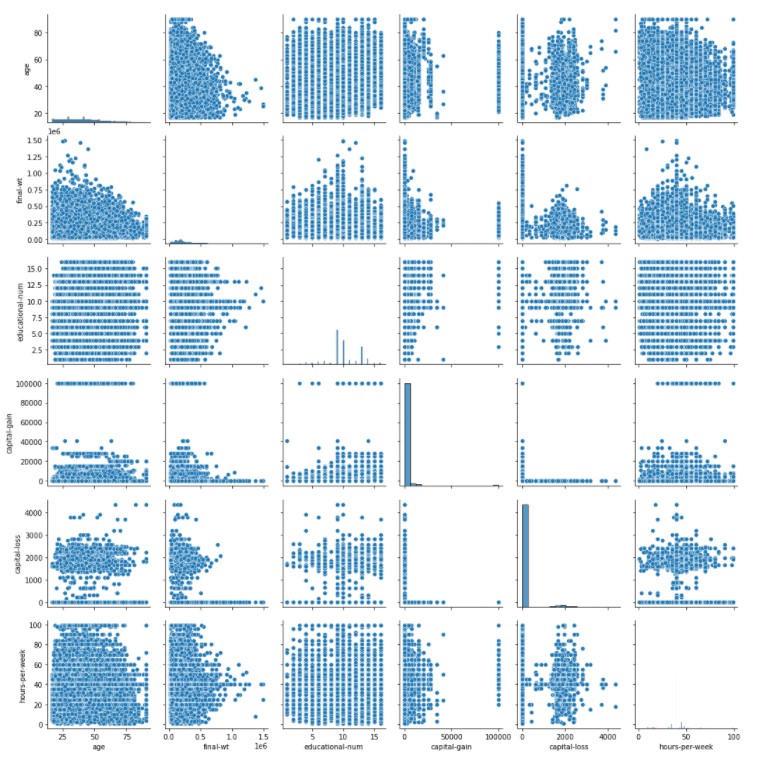 80
60
40
20
age
1e6
1.50
1.25
1.00
0.75
0.50
0.25
0.00
final-wt
15.0
12.5
10.0
7.5
5.0
2.5
educational-num
100000
80000
60000
40000
20000
0
capital-gain
4000
3000
2000
1000
0
capital-loss
100
80
60
40
20
0
hours-per-week
25 50 75
0.0 0.5 1.0 1.5
5 10 15
0 50000 100000
0 2000 4000
0 50 100
1e6
age final-wt educational-num capital-gain capital-loss hours-per-week